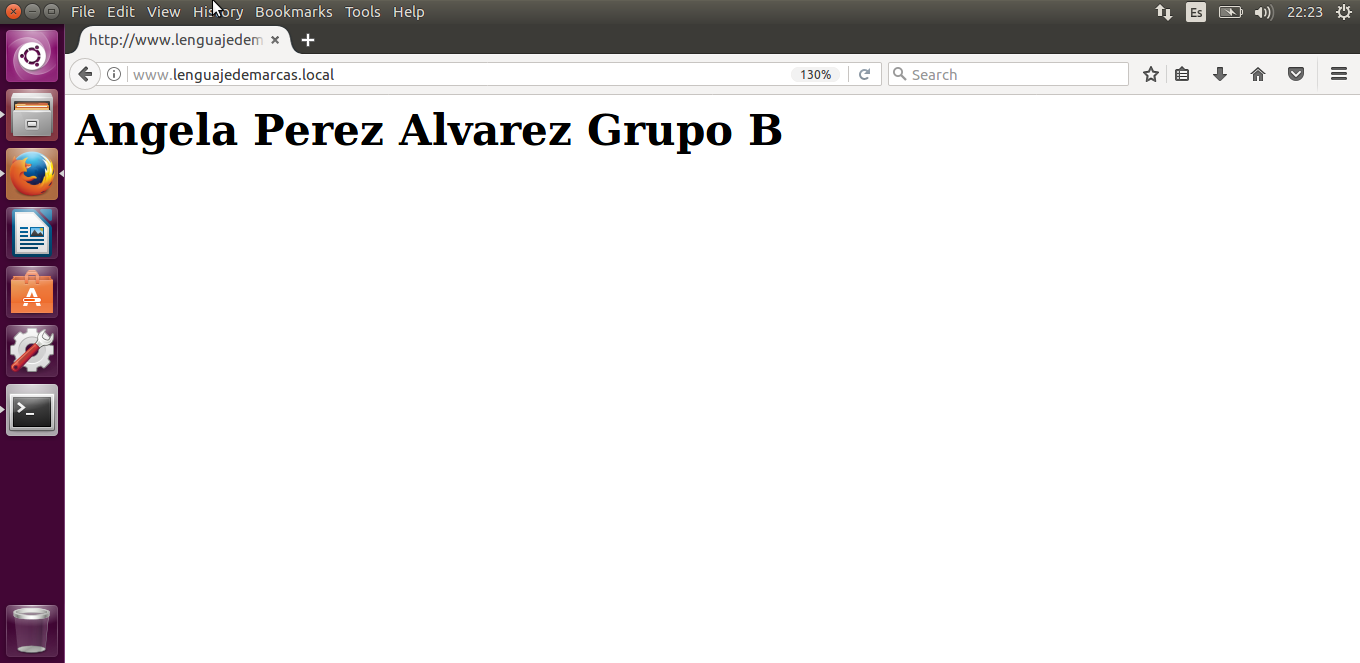 File Edit View History Bookmarks Tools Help
Es
22:23
http://www.lenguajedem
www.lenguajedemarcas.local
130%
Search
Angela Perez Alvarez Grupo B